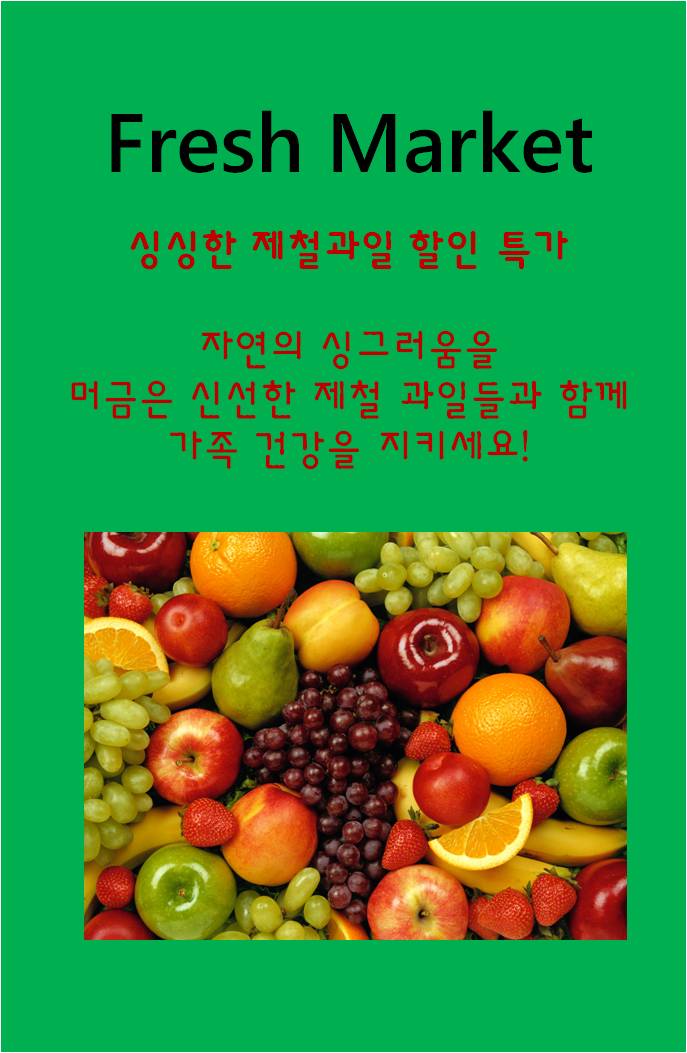 Fresh Market
싱싱한 제철과일 할인 특가
자연의 싱그러움을
머금은 신선한 제철 과일들과 함께
가족 건강을 지키세요!